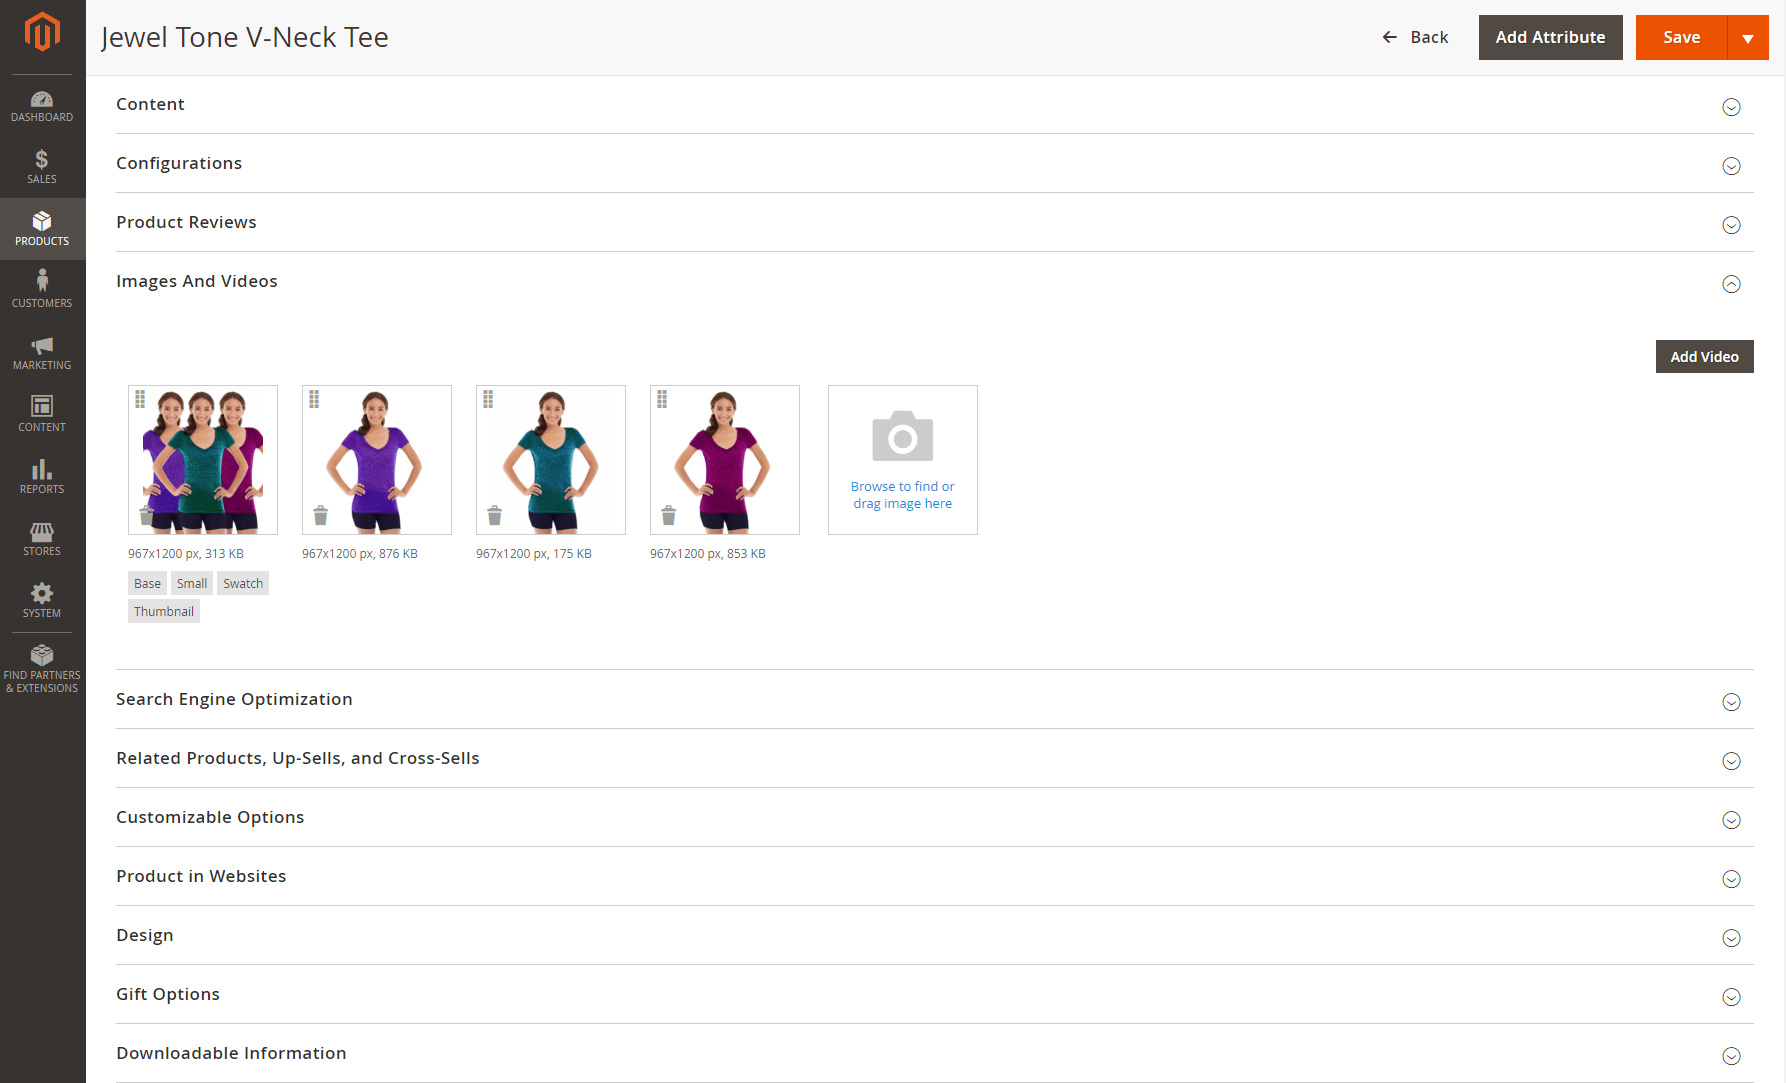 Jewel Tone V-Neck Tee
Back
Add Attribute
Save
DASHBOARD
SALES
PRODUCTS
CUSTOMERS
MARKETING
CONTENT
REPORTS
STORES
SYSTEM
FIND PARTNERS
& EXTENSIONS
Content
Configurations
Product Reviews
Images And Videos
Add Video
Browse to find or
drag image here
967x1200 px, 313 KB
967x1200 px, 876 KB
967x1200 px, 175 KB
967x1200 px, 853 KB
Base
Small
Swatch
Thumbnail
Search Engine Optimization
Related Products, Up-Sells, and Cross-Sells
Customizable Options
Product in Websites
Design
Gift Options
Downloadable Information